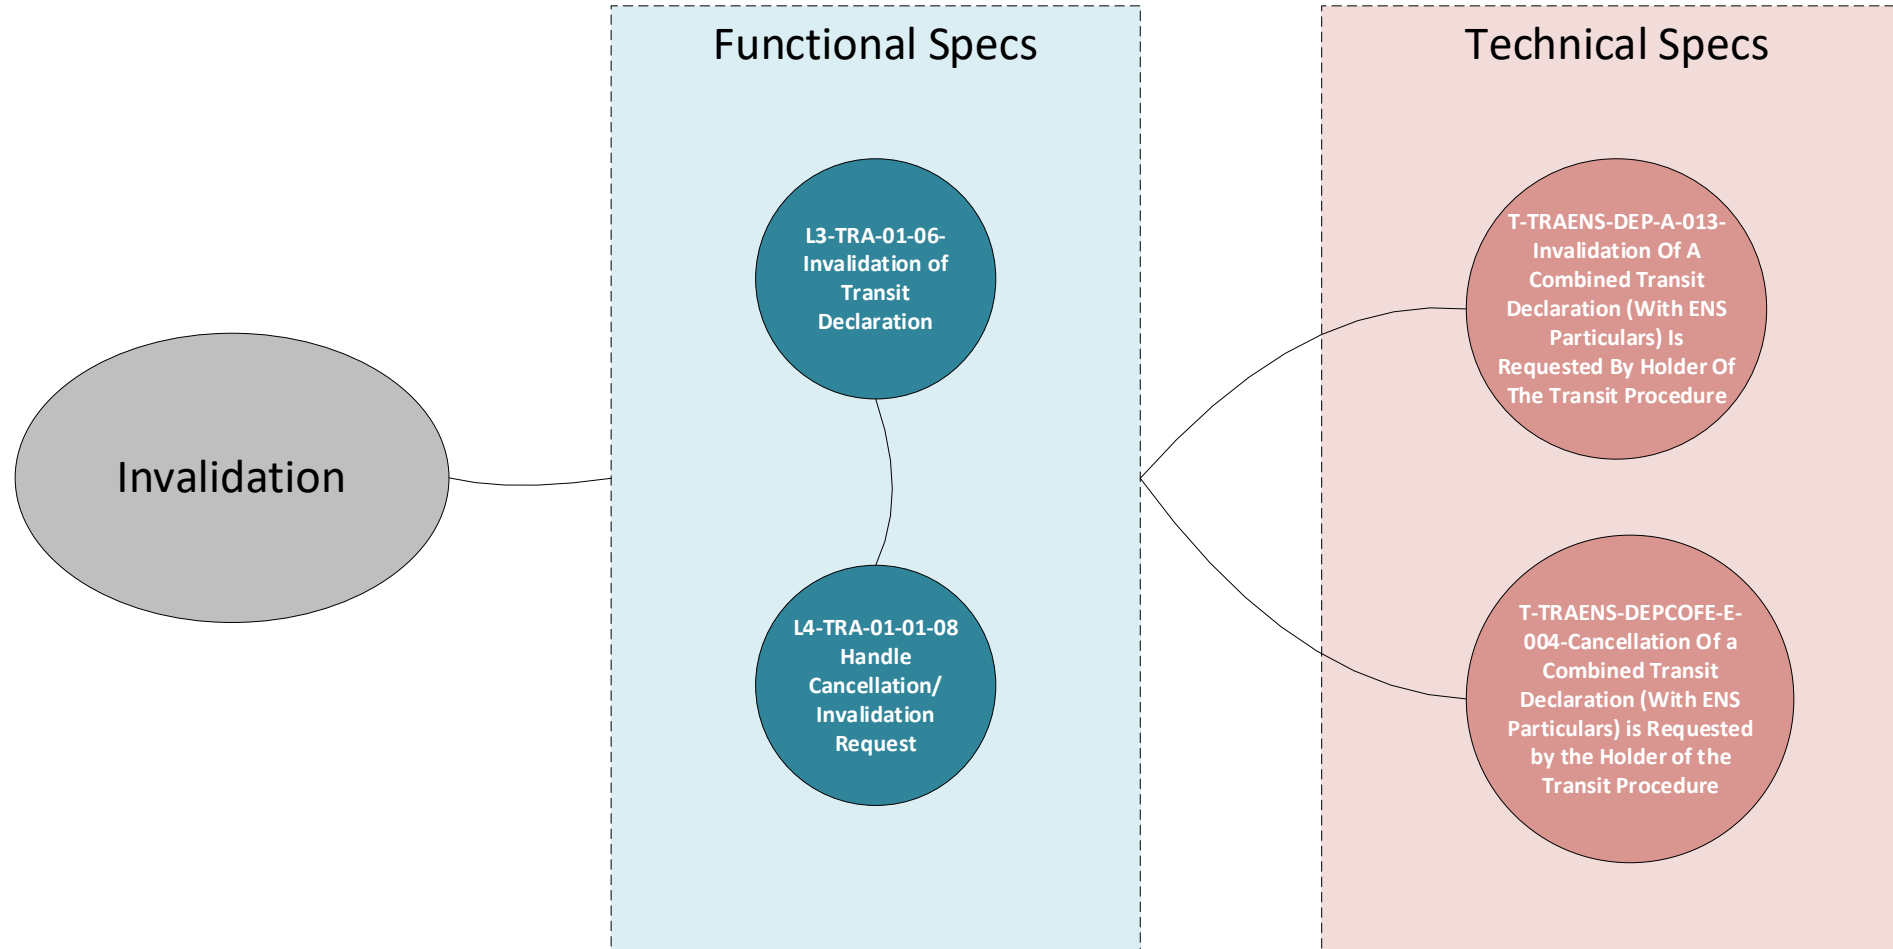 Functional Specs
Technical Specs
Invalidation
L3-TRA-01-06-
Invalidation of
Transit
Declaration
L4-TRA-01-01-08
Handle
Cancellation/
Invalidation
Request
T-TRAENS-DEP-A-013-
Invalidation Of A
Combined Transit
Declaration (With ENS
Particulars) Is
Requested By Holder Of
The Transit Procedure
T-TRAENS-DEPCOFE-E-
004-Cancellation Of a
Combined Transit
Declaration (With ENS
Particulars) is Requested
by the Holder of the
Transit Procedure